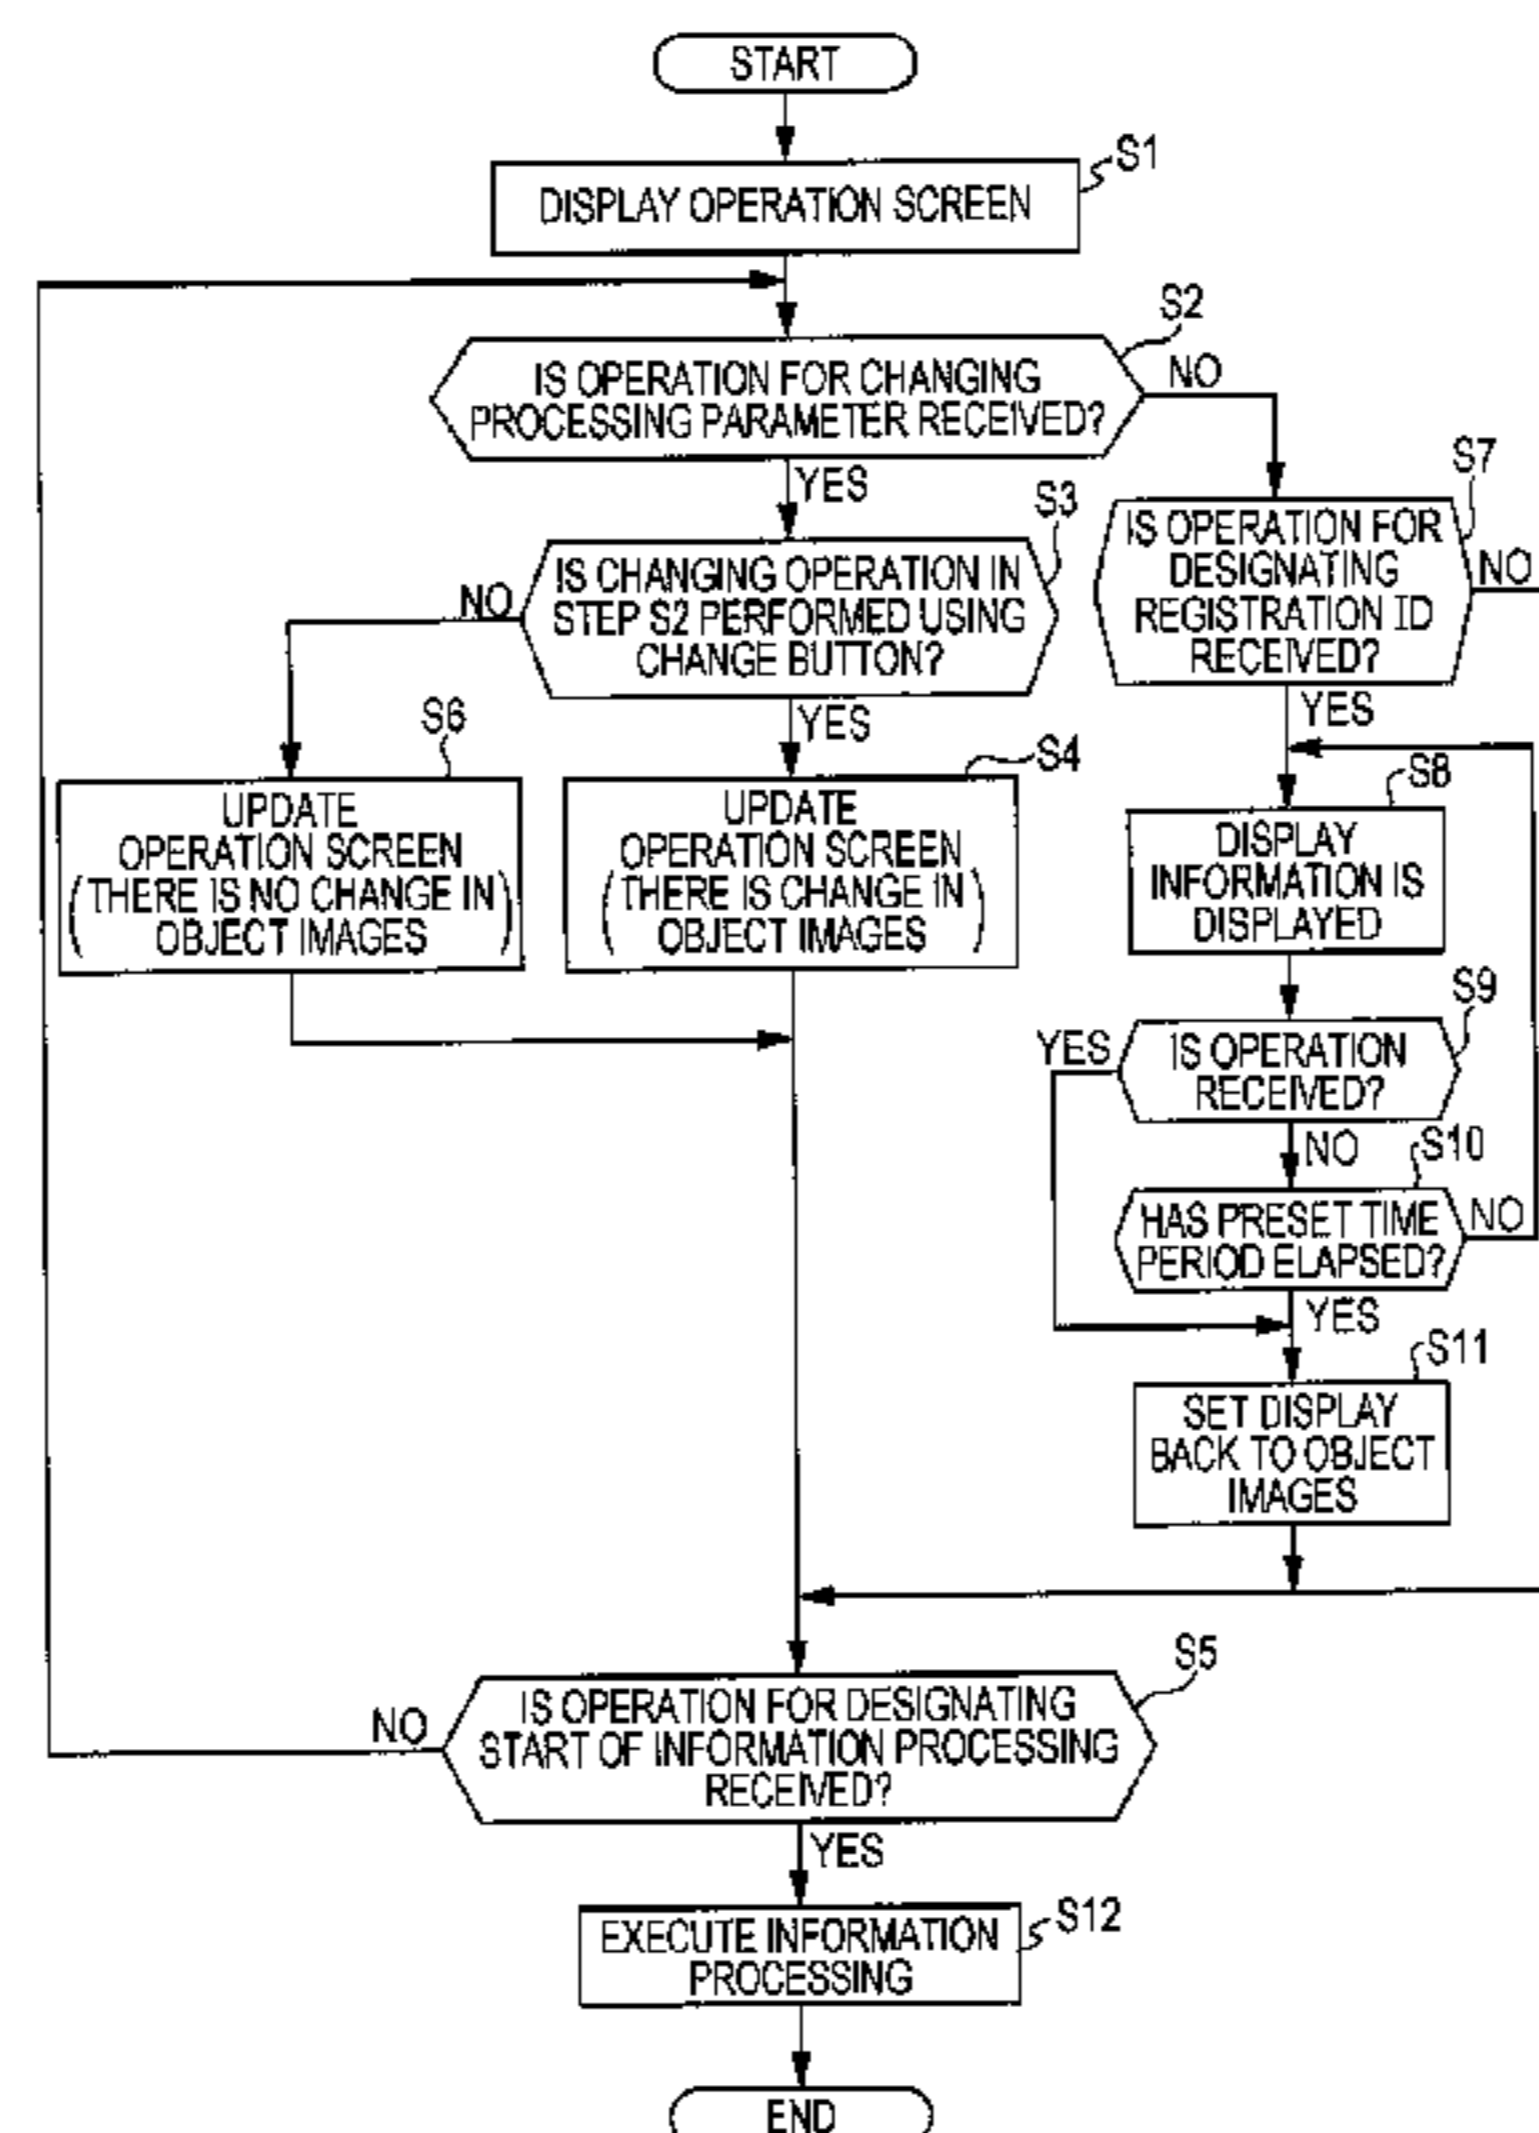 START
S1
DISPLAY OPERATION SCREEN
S2
IS OPERATION FOR CHANGING
PROCESSING PARAMETER RECEIVED?
NO
YES
S3
IS CHANGING OPERATION IN
STEP S2 PERFORMED USING
CHANGE BUTTON?
NO
YES
S7
IS OPERATION FOR
DESIGNATING
REGISTRATION ID
RECEIVED?
NO
YES
S6
UPDATE
OPERATION SCREEN
(THERE IS NO CHANGE IN
OBJECT IMAGES)
S4
UPDATE
OPERATION SCREEN
(THERE IS CHANGE IN
OBJECT IMAGES)
S8
DISPLAY
INFORMATION IS
DISPLAYED
S9
IS OPERATION
RECEIVED?
YES
NO
S10
HAS PRESET TIME
PERIOD ELAPSED?
NO
YES
S11
SET DISPLAY
BACK TO OBJECT
IMAGES
S5
IS OPERATION FOR DESIGNATING
START OF INFORMATION PROCESSING
RECEIVED?
NO
YES
S12
EXECUTE INFORMATION
PROCESSING
END